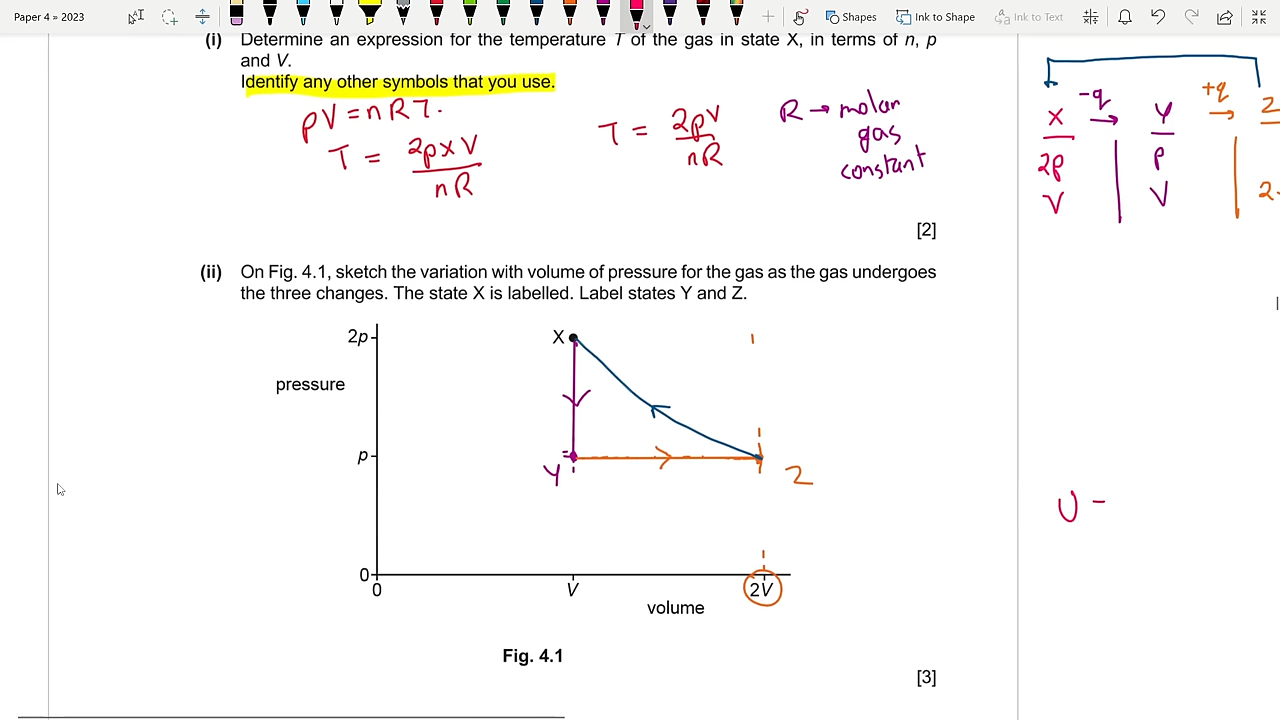 Paper 4 » 2023
Shapes
Ink to Shape
Ink to Text
(i) Determine an expression for the temperature T of the gas in state X, in terms of n, p
and V.
Identify any other symbols that you use.
pV = nRT.
T = 2p x V / nR
T = 2pV / nR
R → molar
gas
constant
[2]
X -q → Y +q → Z
2p p
V V 2
(ii) On Fig. 4.1, sketch the variation with volume of pressure for the gas as the gas undergoes
the three changes. The state X is labelled. Label states Y and Z.
2p
X
pressure
p
Y
Z
U =
0
0
V
2V
volume
Fig. 4.1
[3]